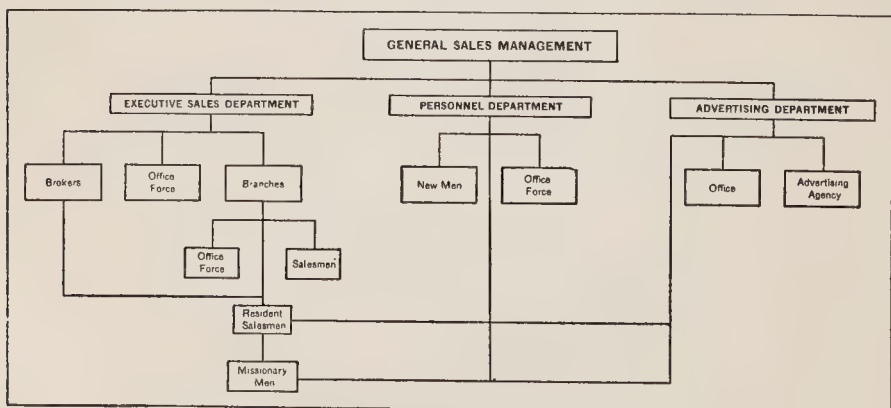 GENERAL SALES MANAGEMENT
EXECUTIVE SALES DEPARTMENT
PERSONNEL DEPARTMENT
ADVERTISING DEPARTMENT
Brokers
Office
Force
Branches
New Men
Office
Force
Office
Advertising
Agency
Office
Force
Salesmen
Resident
Salesmen
Missionary
Men